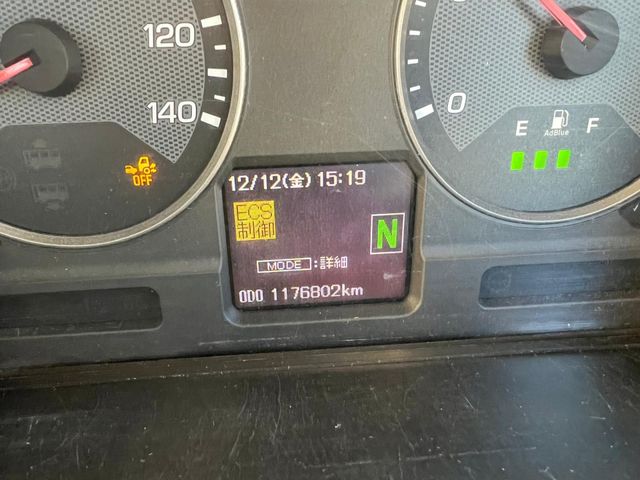 120
140
OFF
0
AdBlue
E F
12/12(金) 15:19
ECS
制御
N
MODE :詳細
ODO 1176802km